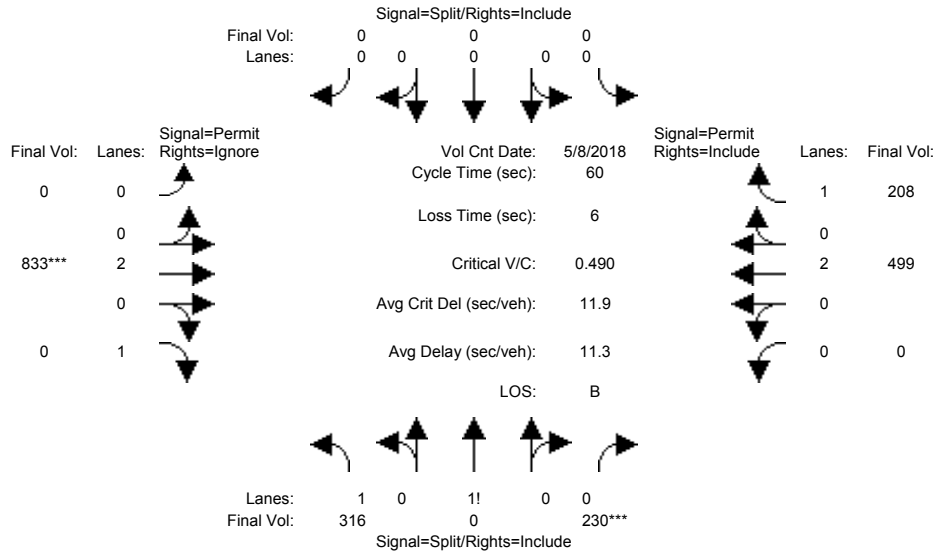 Signal=Split/Rights=Include
Final Vol: 0 0 0
Lanes: 0 0 0 0 0
Signal=Permit
Final Vol: Lanes: Rights=Ignore
Vol Cnt Date: 5/8/2018
Signal=Permit
Rights=Include Lanes: Final Vol:
Cycle Time (sec): 60
0 0
1 208
Loss Time (sec): 6
0
0
833*** 2
Critical V/C: 0.490
2 499
0
Avg Crit Del (sec/veh): 11.9
0
0 1
Avg Delay (sec/veh): 11.3
0 0
LOS: B
Lanes: 1 0 1! 0 0
Final Vol: 316 0 230***
Signal=Split/Rights=Include